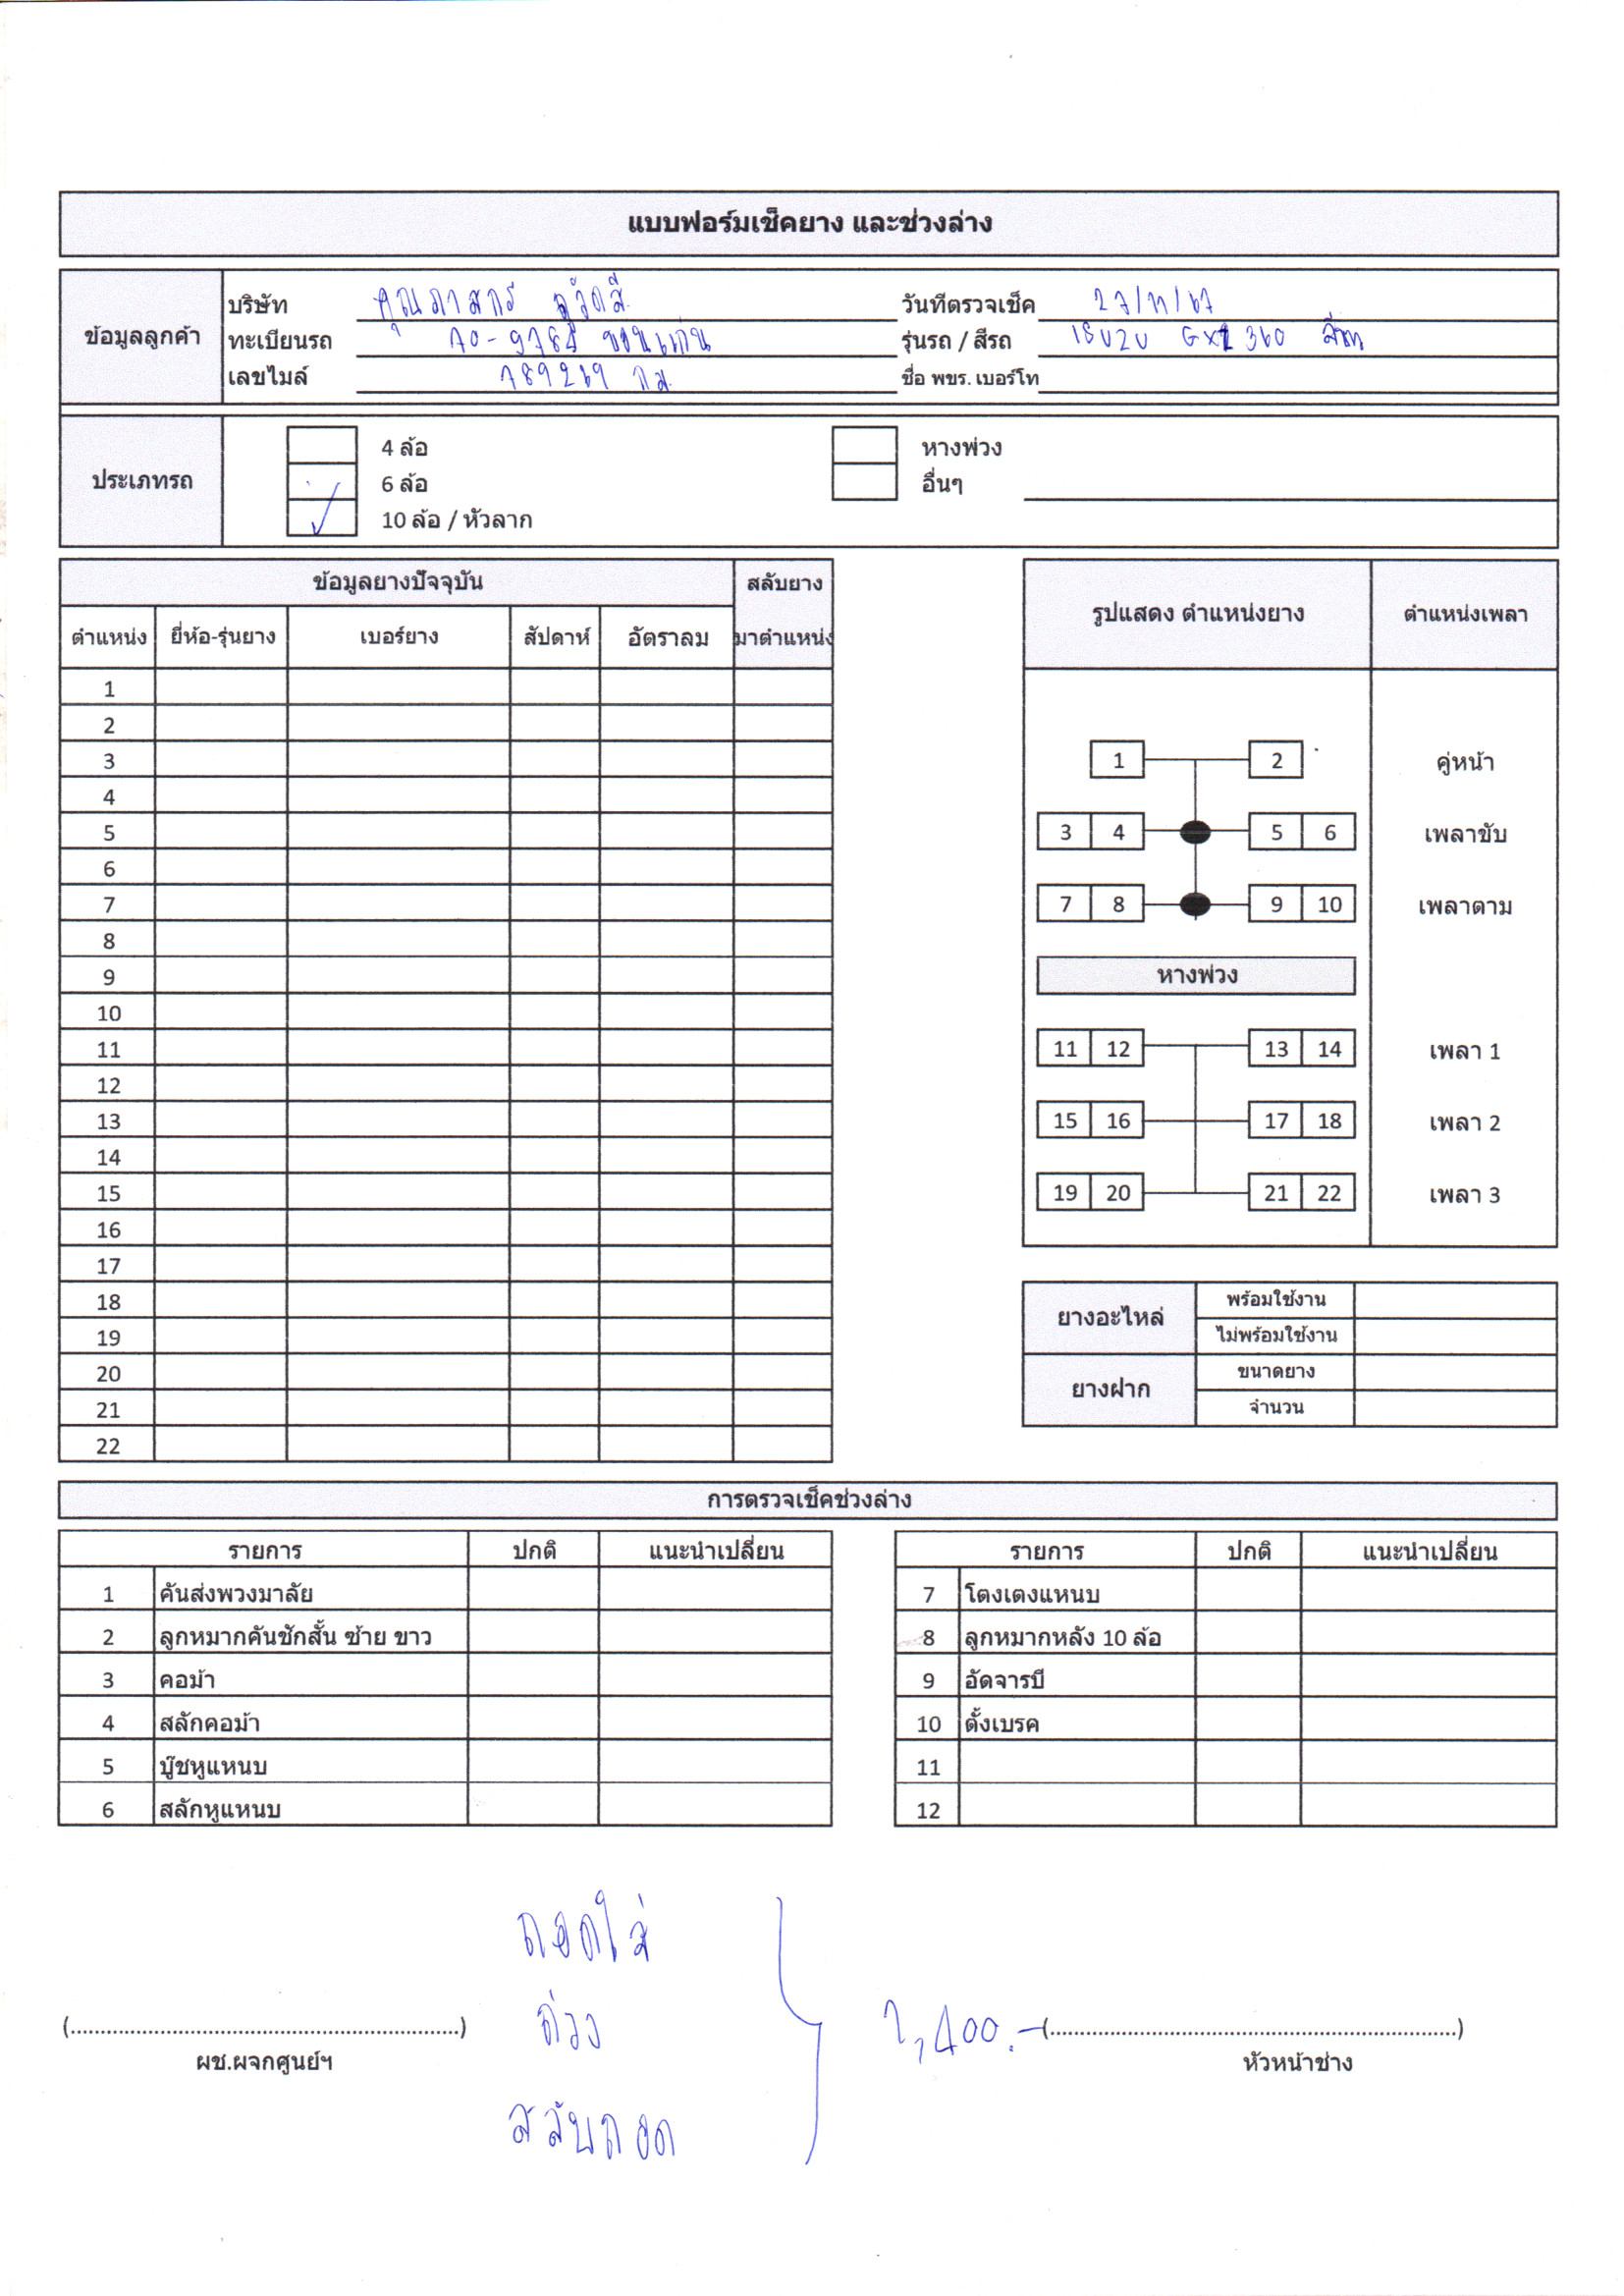 แบบฟอร์มเช็คยาง และช่วงล่าง
ข้อมูลลูกค้า
บริษัท คุณภาสกร วันที่ตรวจเช็ค 27/11/67
ทะเบียนรถ ขอนแก่น รุ่นรถ / สีรถ ISUZU 360
เลขไมล์ 789269 กม. ชื่อ พขร. เบอร์โท
ประเภทรถ
4 ล้อ หางพ่วง
6 ล้อ อื่นๆ
10 ล้อ / หัวลาก
ข้อมูลยางปัจจุบัน สลับยาง
ตำแหน่ง ยี่ห้อ-รุ่นยาง เบอร์ยาง สัปดาห์ อัตราลม มาตำแหน่ง
1
2
3
4
5
6
7
8
9
10
11
12
13
14
15
16
17
18
19
20
21
22
รูปแสดง ตำแหน่งยาง ตำแหน่งเพลา
1 2 คู่หน้า
3 4 5 6 เพลาขับ
7 8 9 10 เพลาตาม
หางพ่วง
11 12 13 14 เพลา 1
15 16 17 18 เพลา 2
19 20 21 22 เพลา 3
ยางอะไหล่ พร้อมใช้งาน
ไม่พร้อมใช้งาน
ยางฝาก ขนาดยาง
จำนวน
การตรวจเช็คช่วงล่าง
รายการ ปกติ แนะนำเปลี่ยน รายการ ปกติ แนะนำเปลี่ยน
1 คันส่งพวงมาลัย 7 โตงเตงแหนบ
2 ลูกหมากคันชักสั้น ซ้าย ขาว 8 ลูกหมากหลัง 10 ล้อ
3 คอม้า 9 อัดจารบี
4 สลักคอม้า 10 ตั้งเบรค
5 บู๊ชหูแหนบ 11
6 สลักหูแหนบ 12
ถอดใส่
ถ่วง
สลับถอด
(..................................................................) (..................................................................)
ผช.ผจกศูนย์ฯ หัวหน้าช่าง